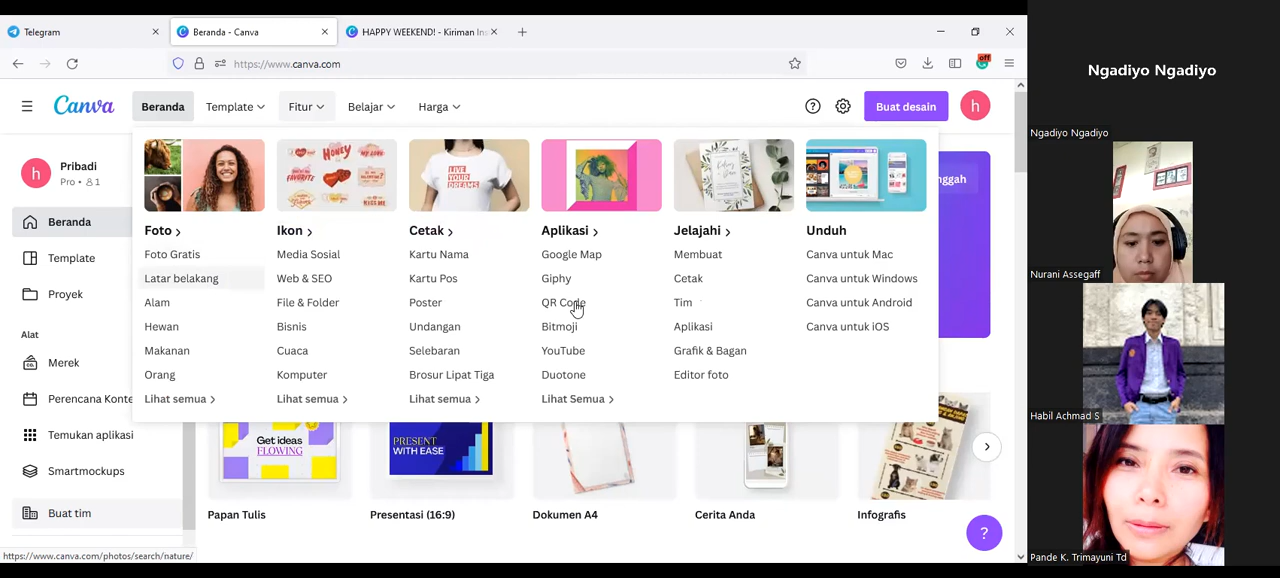 Telegram
Beranda - Canva
HAPPY WEEKEND! - Kiriman Ins
https://www.canva.com
off
Canva
Beranda
Template
Fitur
Belajar
Harga
?
Buat desain
h
h
Pribadi
Pro • 1
Beranda
Template
Proyek
Alat
Merek
Perencana Konte
Temukan aplikasi
Smartmockups
Buat tim
https://www.canva.com/photos/search/nature/
LIVE YOUR DREAMS
Foto
Foto Gratis
Latar belakang
Alam
Hewan
Makanan
Orang
Lihat semua
Ikon
Media Sosial
Web & SEO
File & Folder
Bisnis
Cuaca
Komputer
Lihat semua
Cetak
Kartu Nama
Kartu Pos
Poster
Undangan
Selebaran
Brosur Lipat Tiga
Lihat semua
Aplikasi
Google Map
Giphy
QR Code
Bitmoji
YouTube
Duotone
Lihat Semua
Jelajahi
Membuat
Cetak
Tim
Aplikasi
Grafik & Bagan
Editor foto
Unduh
Canva untuk Mac
Canva untuk Windows
Canva untuk Android
Canva untuk iOS
nggah
Get ideas
FLOWING
PRESENT
WITH EASE
Papan Tulis
Presentasi (16:9)
Dokumen A4
Cerita Anda
Infografis
?
Ngadiyo Ngadiyo
Ngadiyo Ngadiyo
Nurani Assegaff
Habil Achmad S
Pande K. Trimayuni Td